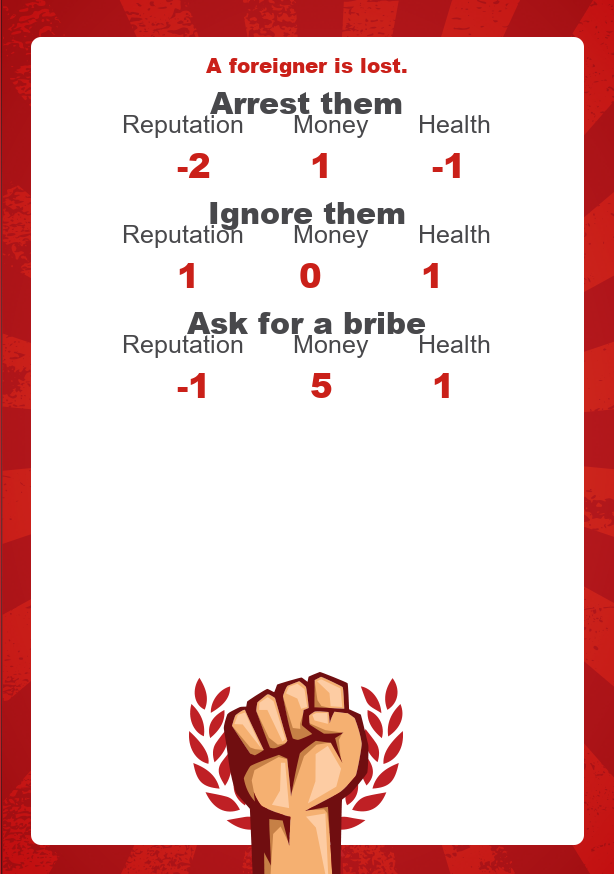 A foreigner is lost.
Arrest them
Reputation Money Health
-2 1 -1
Ignore them
Reputation Money Health
1 0 1
Ask for a bribe
Reputation Money Health
-1 5 1